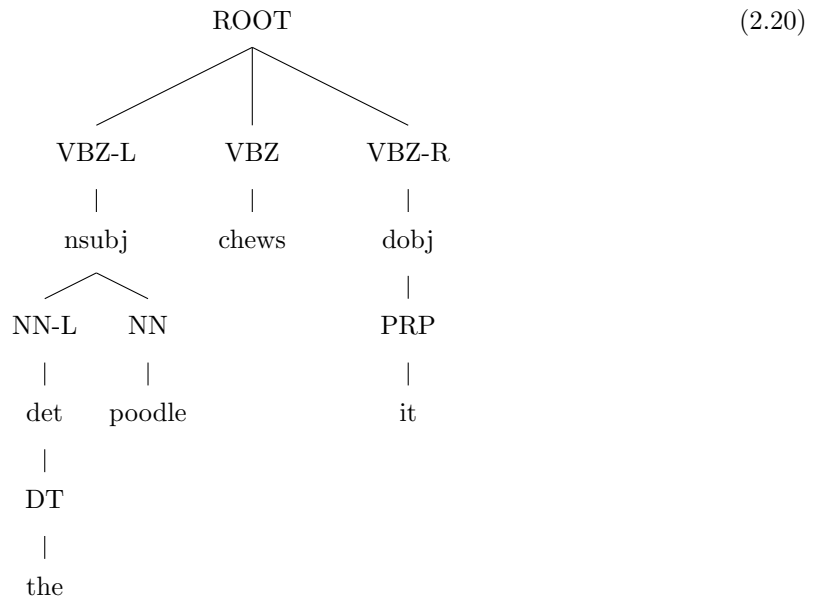 ROOT (2.20)
VBZ-L VBZ VBZ-R
nsubj chews dobj
NN-L NN PRP
det poodle it
DT
the